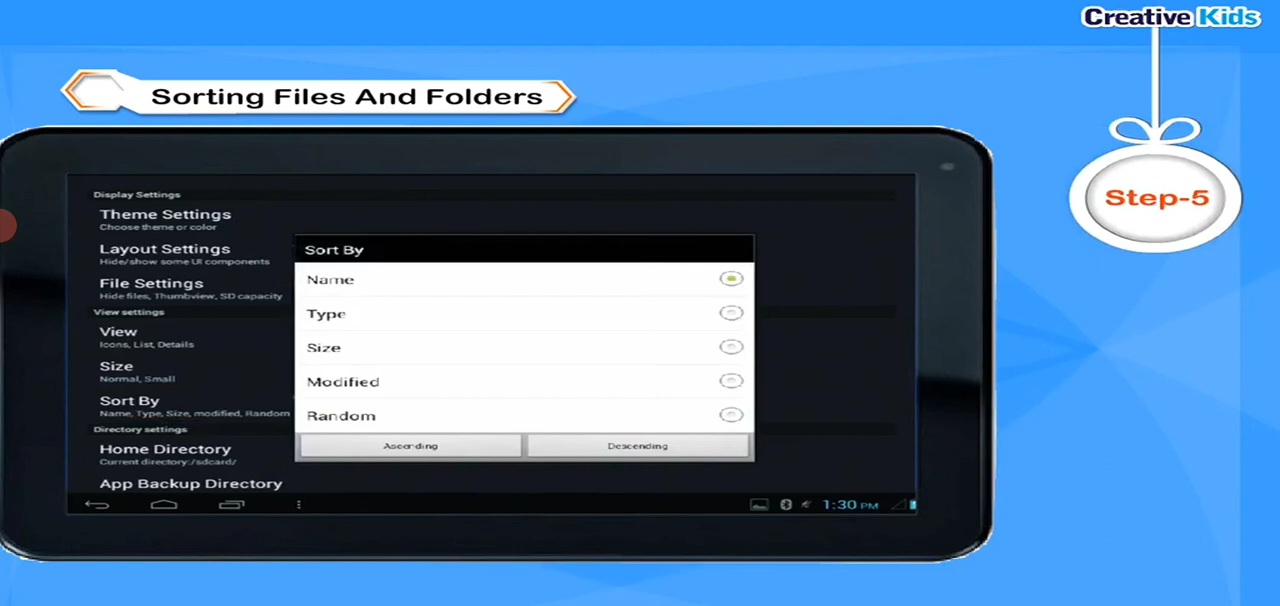 Creative Kids
Sorting Files And Folders
Step-5
Display Settings
Theme Settings
Choose theme or color
Layout Settings
Hide/show some UI components
File Settings
Hide files, Thumbview, SD capacity
View settings
View
Icons, List, Details
Size
Normal, Small
Sort By
Name, Type, Size, modified, Random
Directory settings
Home Directory
Current directory:/sdcard/
App Backup Directory
Sort By
Name
Type
Size
Modified
Random
Ascending
Descending
1:30 PM